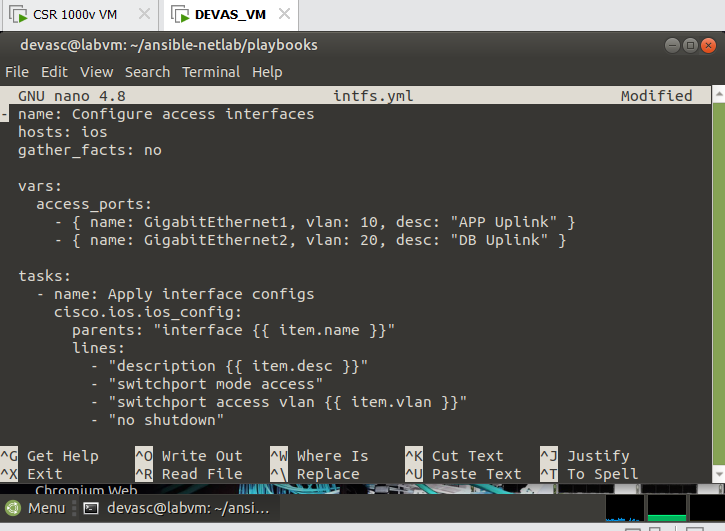 CSR 1000v VM
DEVAS_VM
devasc@labvm: ~/ansible-netlab/playbooks
File Edit View Search Terminal Help
GNU nano 4.8 intfs.yml Modified
- name: Configure access interfaces
  hosts: ios
  gather_facts: no

  vars:
    access_ports:
      - { name: GigabitEthernet1, vlan: 10, desc: "APP Uplink" }
      - { name: GigabitEthernet2, vlan: 20, desc: "DB Uplink" }

  tasks:
    - name: Apply interface configs
      cisco.ios.ios_config:
        parents: "interface {{ item.name }}"
        lines:
          - "description {{ item.desc }}"
          - "switchport mode access"
          - "switchport access vlan {{ item.vlan }}"
          - "no shutdown"

^G Get Help ^O Write Out ^W Where Is ^K Cut Text ^J Justify
^X Exit ^R Read File ^\ Replace ^U Paste Text ^T To Spell
Chromium Web
Menu devasc@labvm: ~/ansi...